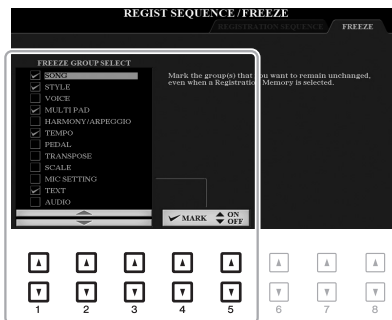 REGIST SEQUENCE/FREEZE
REGISTRATION SEQUENCE
FREEZE
FREEZE GROUP SELECT
SONG
STYLE
VOICE
MULTI PAD
HARMONY/ARPEGGIO
TEMPO
PEDAL
TRANSPOSE
SCALE
MIC SETTING
TEXT
AUDIO
Mark the group(s) that you want to remain unchanged,
even when a Registration Memory is selected.
MARK ON
OFF
1 2 3 4 5 6 7 8